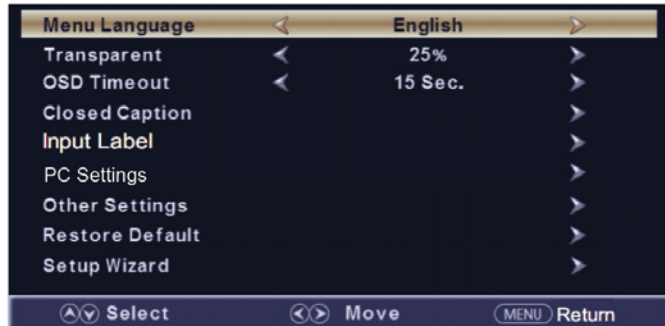 Menu Language English
Transparent 25%
OSD Timeout 15 Sec.
Closed Caption
Input Label
PC Settings
Other Settings
Restore Default
Setup Wizard
Select Move MENU Return